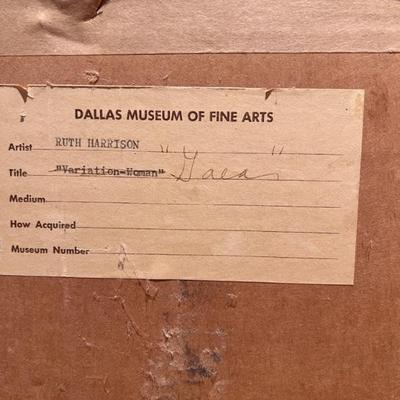 DALLAS MUSEUM OF FINE ARTS
Artist RUTH HARRISON
Title "Variation-Woman" "Gaea"
Medium
How Acquired
Museum Number